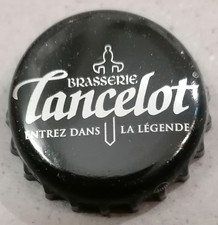 BRASSERIE
Lancelot
ENTREZ DANS LA LÉGENDE